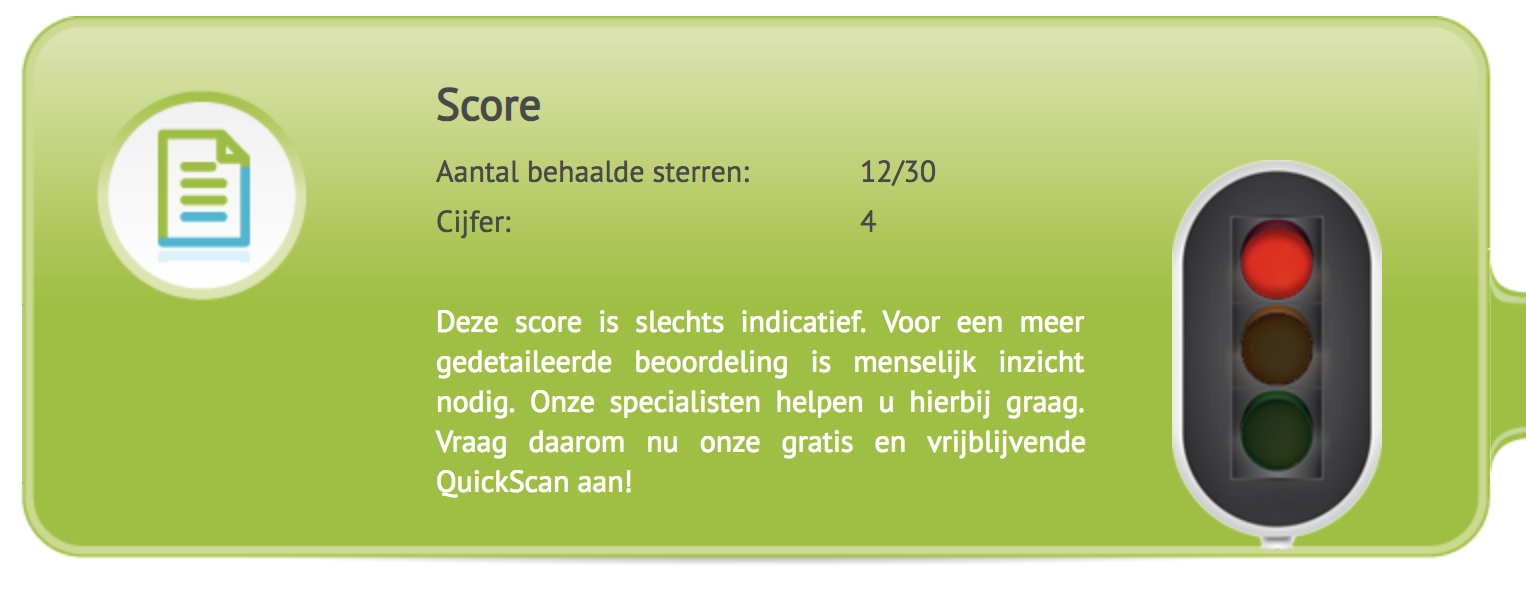 Score
Aantal behaalde sterren: 12/30
Cijfer: 4
Deze score is slechts indicatief. Voor een meer
gedetaileerde beoordeling is menselijk inzicht
nodig. Onze specialisten helpen u hierbij graag.
Vraag daarom nu onze gratis en vrijblijvende
QuickScan aan!